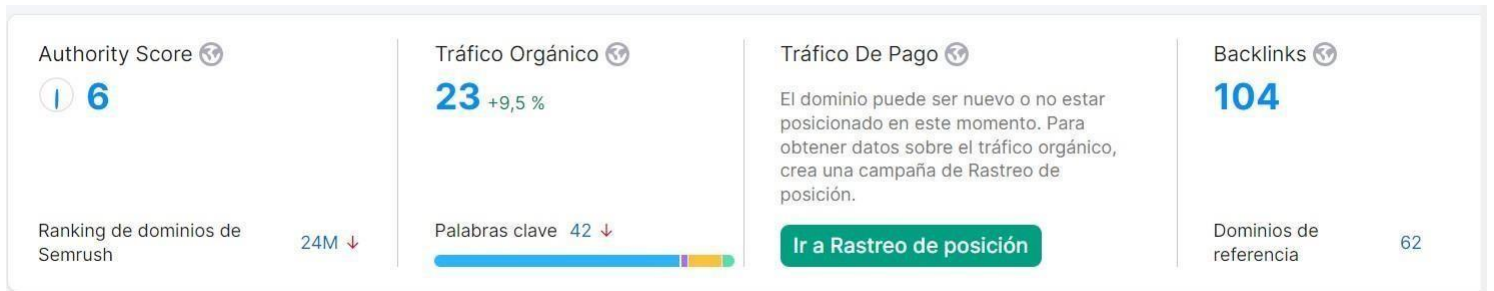 Authority Score
6
Ranking de dominios de
Semrush
24M ↓
Tráfico Orgánico
23 +9,5 %
Palabras clave 42 ↓
Tráfico De Pago
El dominio puede ser nuevo o no estar
posicionado en este momento. Para
obtener datos sobre el tráfico orgánico,
crea una campaña de Rastreo de
posición.
Ir a Rastreo de posición
Backlinks
104
Dominios de
referencia
62